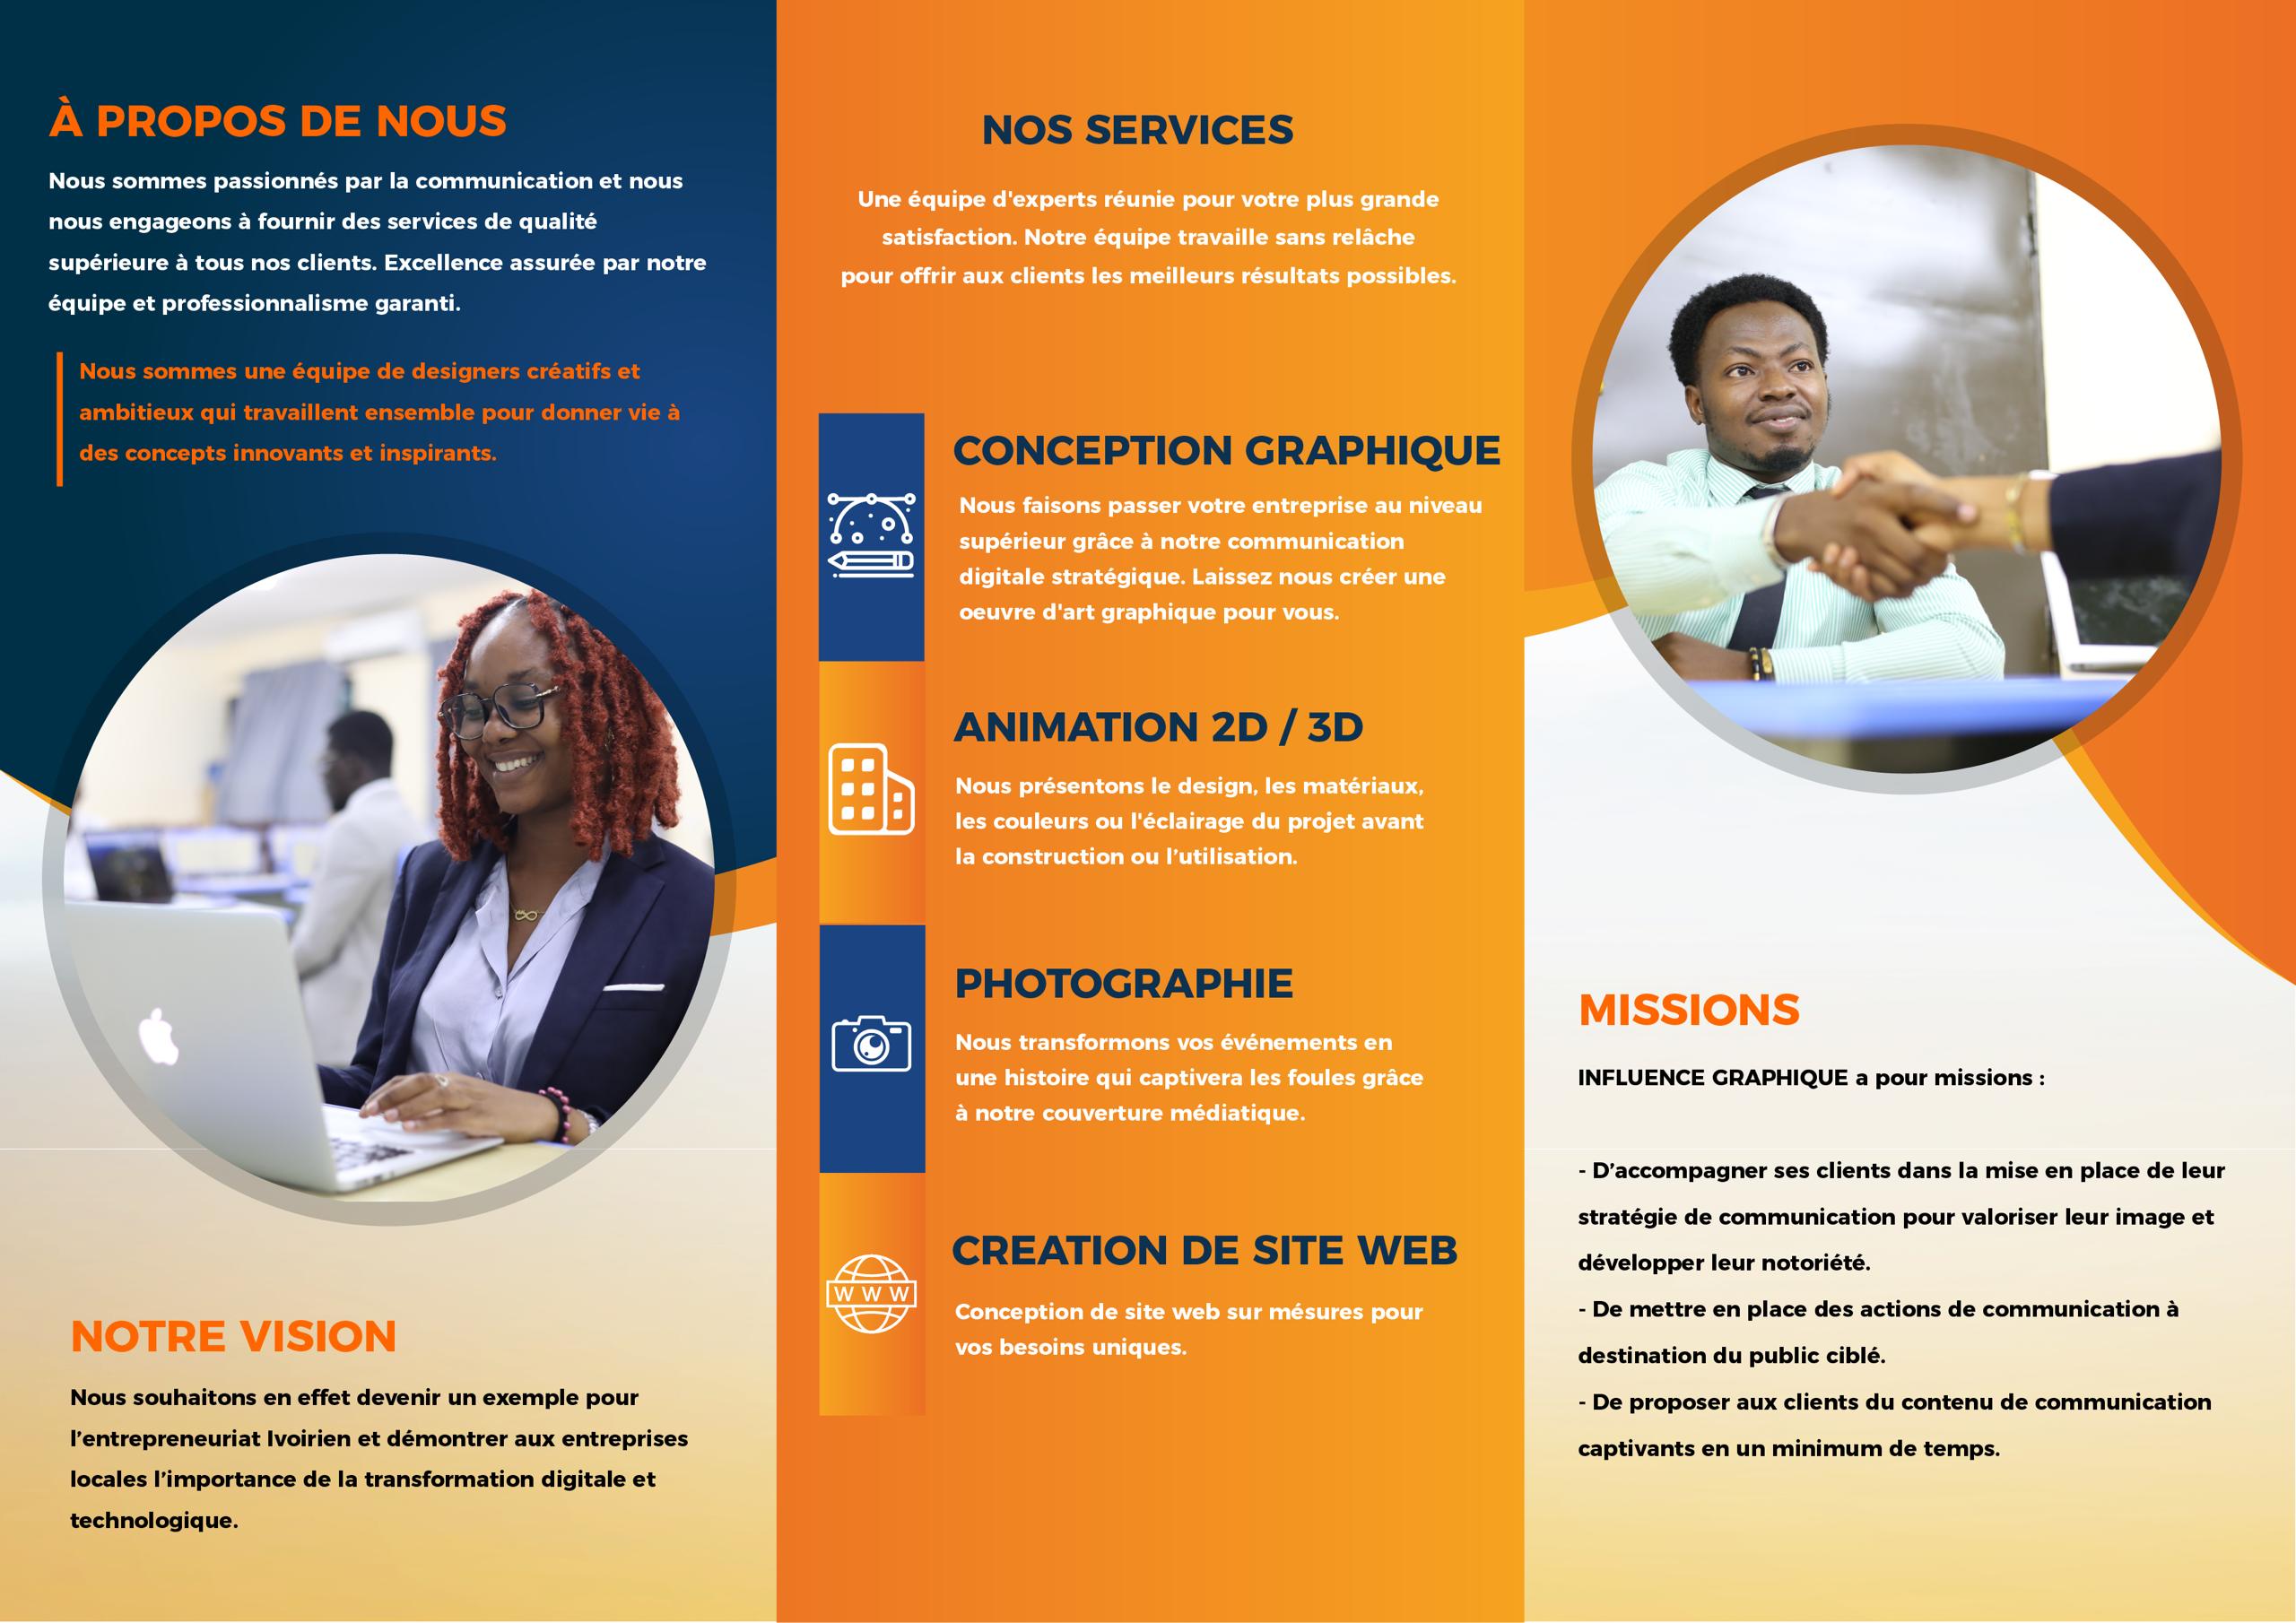 À PROPOS DE NOUS
Nous sommes passionnés par la communication et nous
nous engageons à fournir des services de qualité
supérieure à tous nos clients. Excellence assurée par notre
équipe et professionnalisme garanti.
Nous sommes une équipe de designers créatifs et
ambitieux qui travaillent ensemble pour donner vie à
des concepts innovants et inspirants.
NOTRE VISION
Nous souhaitons en effet devenir un exemple pour
l’entrepreneuriat Ivoirien et démontrer aux entreprises
locales l’importance de la transformation digitale et
technologique.
NOS SERVICES
Une équipe d'experts réunie pour votre plus grande
satisfaction. Notre équipe travaille sans relâche
pour offrir aux clients les meilleurs résultats possibles.
CONCEPTION GRAPHIQUE
Nous faisons passer votre entreprise au niveau
supérieur grâce à notre communication
digitale stratégique. Laissez nous créer une
oeuvre d'art graphique pour vous.
ANIMATION 2D / 3D
Nous présentons le design, les matériaux,
les couleurs ou l'éclairage du projet avant
la construction ou l’utilisation.
PHOTOGRAPHIE
Nous transformons vos événements en
une histoire qui captivera les foules grâce
à notre couverture médiatique.
WWW
CREATION DE SITE WEB
Conception de site web sur mésures pour
vos besoins uniques.
MISSIONS
INFLUENCE GRAPHIQUE a pour missions :
- D’accompagner ses clients dans la mise en place de leur
stratégie de communication pour valoriser leur image et
développer leur notoriété.
- De mettre en place des actions de communication à
destination du public ciblé.
- De proposer aux clients du contenu de communication
captivants en un minimum de temps.